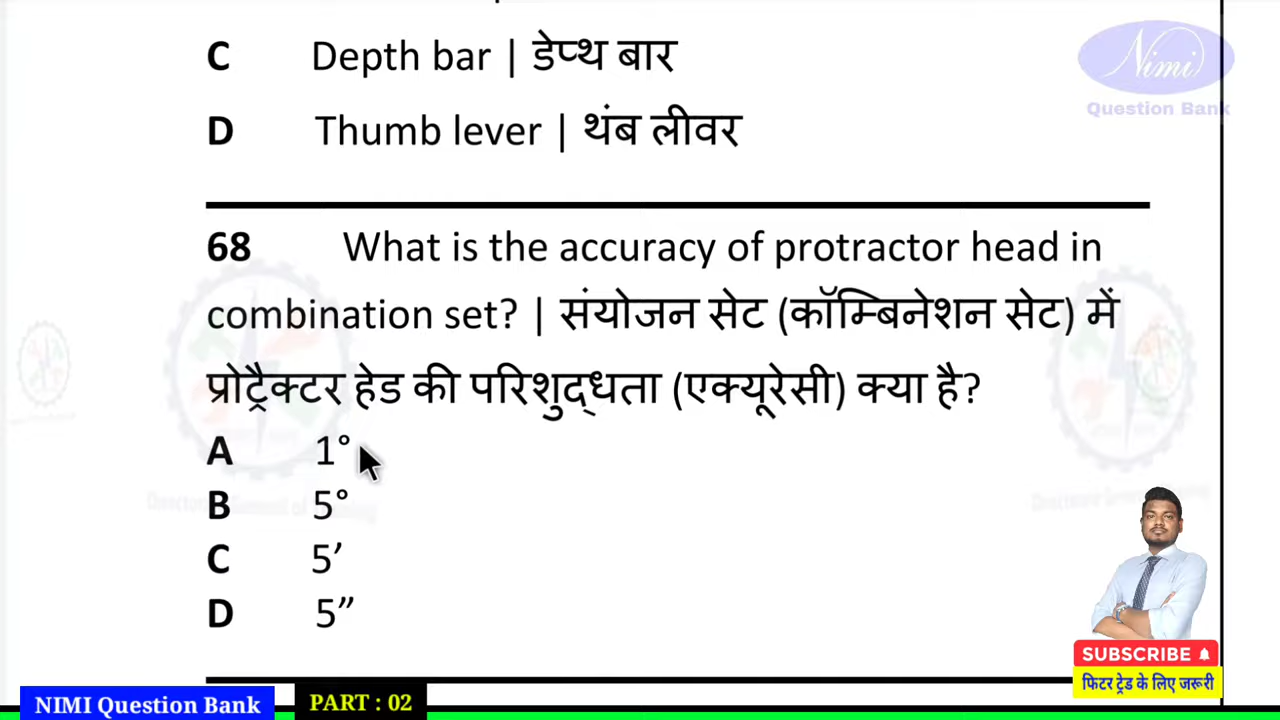 C Depth bar | डेप्थ बार
D Thumb lever | थंब लीवर
Nimi
Question Bank
68 What is the accuracy of protractor head in
combination set? | संयोजन सेट (कॉम्बिनेशन सेट) में
प्रोट्रैक्टर हेड की परिशुद्धता (एक्यूरेसी) क्या है?
A 1°
B 5°
C 5’
D 5”
SUBSCRIBE
फिटर ट्रेड के लिए जरूरी
NIMI Question Bank
PART : 02